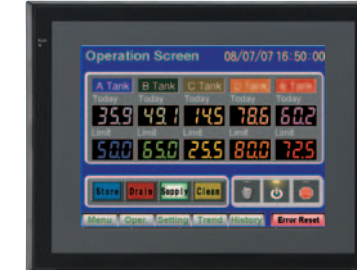 Operation Screen 08/07/07 16:50:00
A Tank B Tank C Tank D Tank E Tank
Today Today Today Today Today
35.9 49.1 14.5 78.6 60.2
Limit Limit Limit Limit Limit
50.0 65.0 25.5 80.0 72.5
Store Drain Supply Clean
Menu Oper. Setting Trend History Error Reset